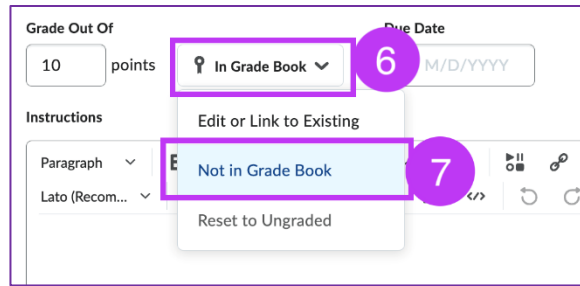 Grade Out Of
Due Date
10 points
In Grade Book
6
M/D/YYYY
Instructions
Edit or Link to Existing
Paragraph
Not in Grade Book
7
Lato (Recom...
</>
Reset to Ungraded